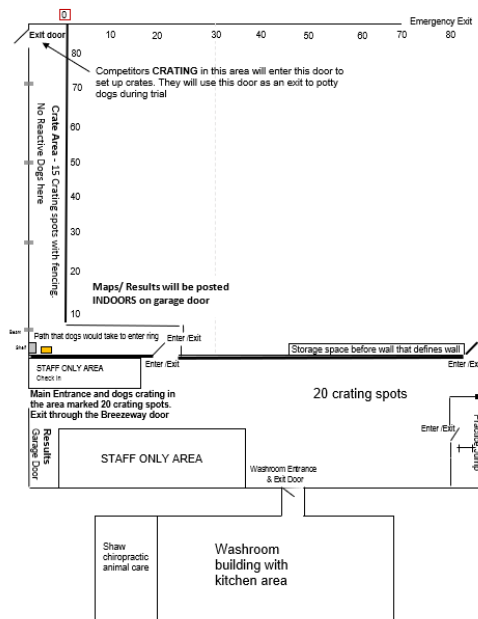 0
Emergency Exit
Exit door
10 20 30 40 50 60 70 80
80
Competitors CRATING in this area will enter this door to
set up crates. They will use this door as an exit to potty
dogs during trial
70
60
50
40
30
20
10
Crate Area - 15 Crating spots with fencing.
No Reactive Dogs here
Maps/ Results will be posted
INDOORS on garage door
Path that dogs would take to enter ring
Enter /Exit
Shelf
Enter /Exit
Storage space before wall that defines wall
Enter /Exit
STAFF ONLY AREA
Check in
Main Entrance and dogs crating in
the area marked 20 crating spots.
Exit through the Breezeway door
20 crating spots
Results
Garage Door
STAFF ONLY AREA
Enter /Exit
Washroom Entrance
& Exit Door
Shaw
chiropractic
animal care
Washroom
building with
kitchen area